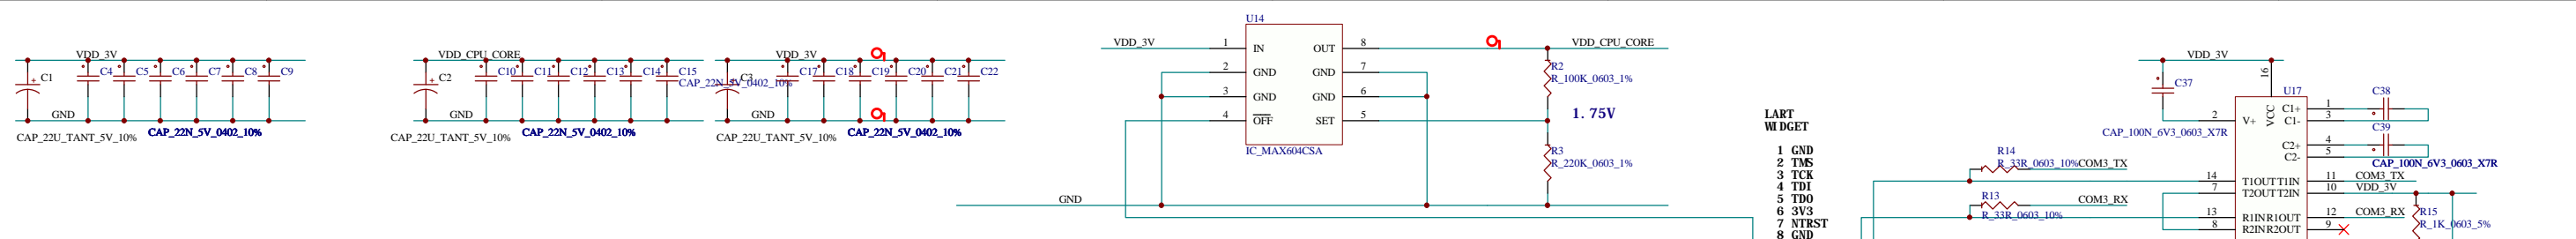 VDD_3V
C1
C4
C5
C6
C7
C8
C9
GND
CAP_22U_TANT_5V_10%
CAP_22N_5V_0402_10%
VDD_CPU_CORE
C2
C10
C11
C12
C13
C14
C15
CAP_22N_5V_0402_10%
GND
CAP_22U_TANT_5V_10%
CAP_22N_5V_0402_10%
VDD_3V
C3
C17
C18
C19
C20
C21
C22
GND
CAP_22U_TANT_5V_10%
CAP_22N_5V_0402_10%
U14
VDD_3V
1 IN OUT 8
VDD_CPU_CORE
2 GND GND 7
3 GND GND 6
4 OFF SET 5
IC_MAX604CSA
R2
R_100K_0603_1%
1.75V
R3
R_220K_0603_1%
GND
LART
WIDGET
1 GND
2 TMS
3 TCK
4 TDI
5 TDO
6 3V3
7 NTRST
8 GND
VDD_3V
C37
CAP_100N_6V3_0603_X7R
16
VCC
U17
2 V+
C1+ 1
C1- 3
C2+ 4
C2- 5
C38
C39
CAP_100N_6V3_0603_X7R
R14
R_33R_0603_10%
COM3_TX
14 T1OUT T1IN 11 COM3_TX
7 T2OUT T2IN 10 VDD_3V
R13
R_33R_0603_10%
COM3_RX
13 R1IN R1OUT 12 COM3_RX
8 R2IN R2OUT 9
R15
R_1K_0603_5%